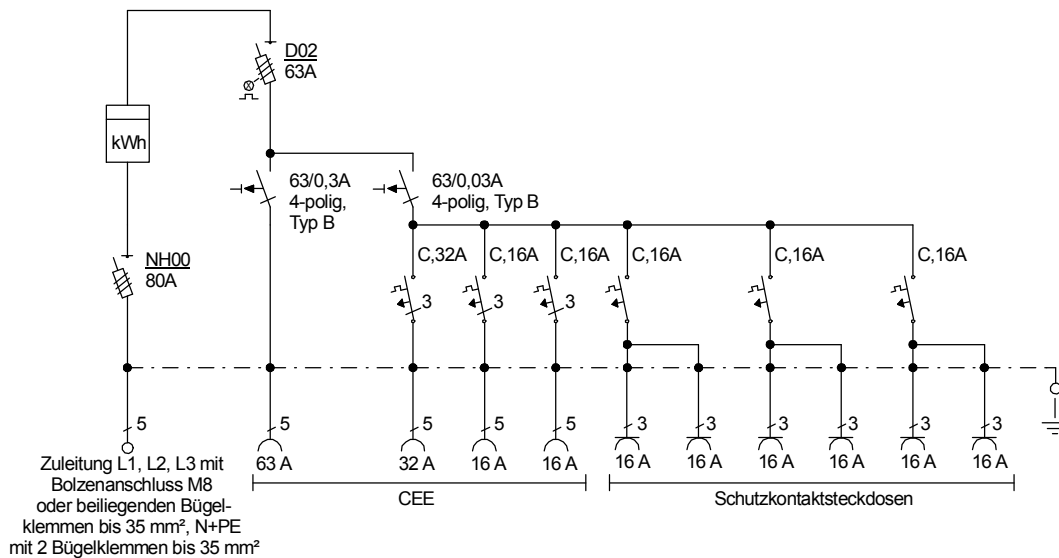 D02
63A
kWh
63/0,3A
4-polig,
Typ B
63/0,03A
4-polig, Typ B
NH00
80A
C,32A
C,16A
C,16A
C,16A
C,16A
C,16A
3
3
3
5
5
5
5
5
3
3
3
3
3
3
63 A
32 A
16 A
16 A
16 A
16 A
16 A
16 A
16 A
16 A
CEE
Schutzkontaktsteckdosen
Zuleitung L1, L2, L3 mit
Bolzenanschluss M8
oder beiliegenden Bügel-
klemmen bis 35 mm², N+PE
mit 2 Bügelklemmen bis 35 mm²